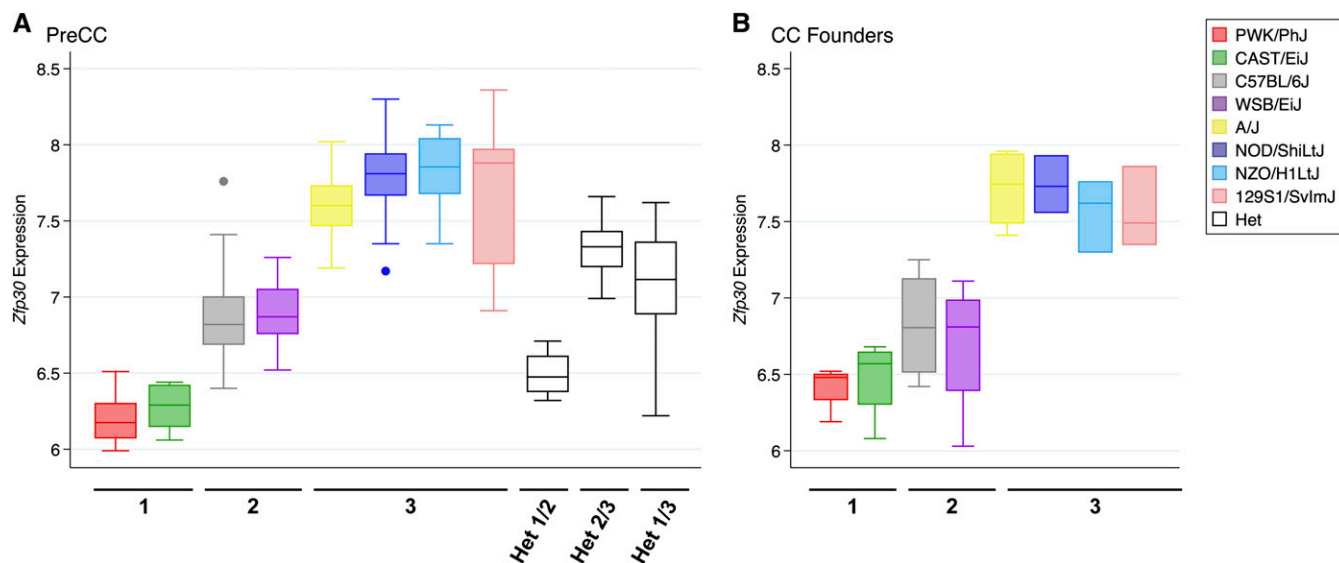 A
PreCC
Zfp30 Expression
8.5
8
7.5
7
6.5
6
1
2
3
Het 1/2
Het 2/3
Het 1/3
B
CC Founders
Zfp30 Expression
8.5
8
7.5
7
6.5
6
1
2
3
PWK/PhJ
CAST/EiJ
C57BL/6J
WSB/EiJ
A/J
NOD/ShiLtJ
NZO/H1LtJ
129S1/SvImJ
Het